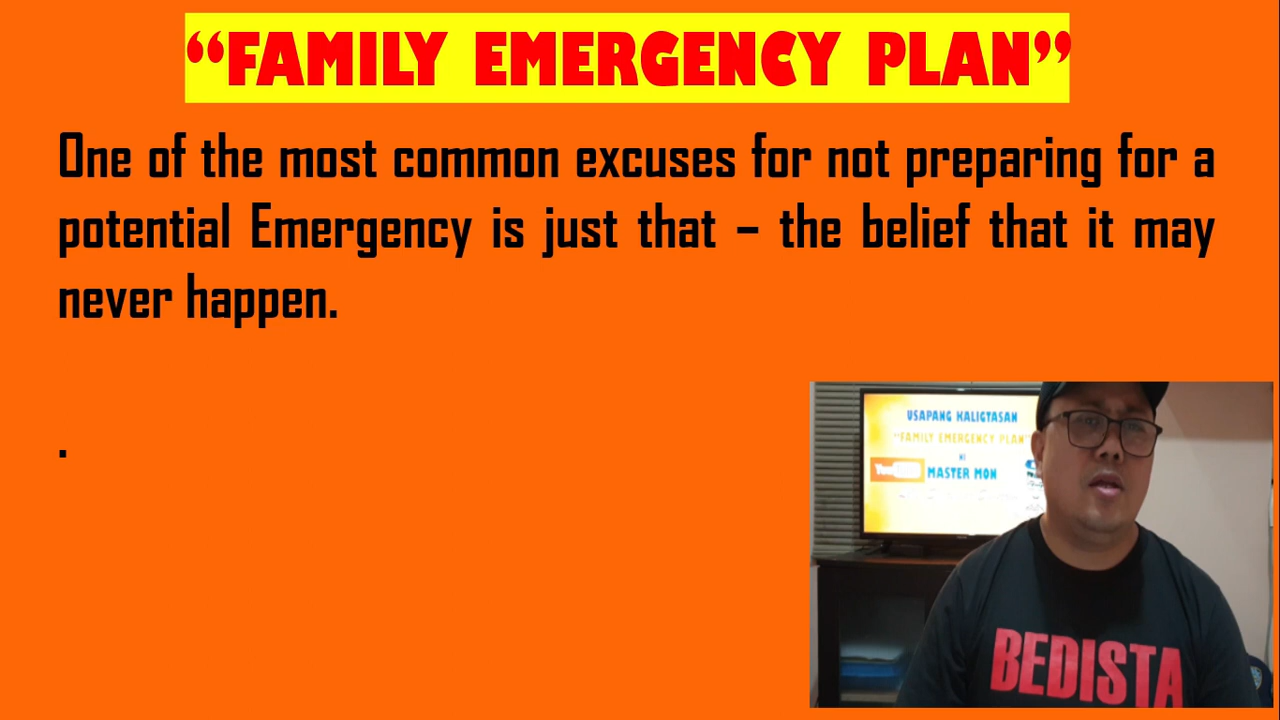 “FAMILY EMERGENCY PLAN”
One of the most common excuses for not preparing for a
potential Emergency is just that – the belief that it may
never happen.
.
USAPANG KALIGTASAN
“FAMILY EMERGENCY PLAN”
NI
MASTER MON
BEDISTA